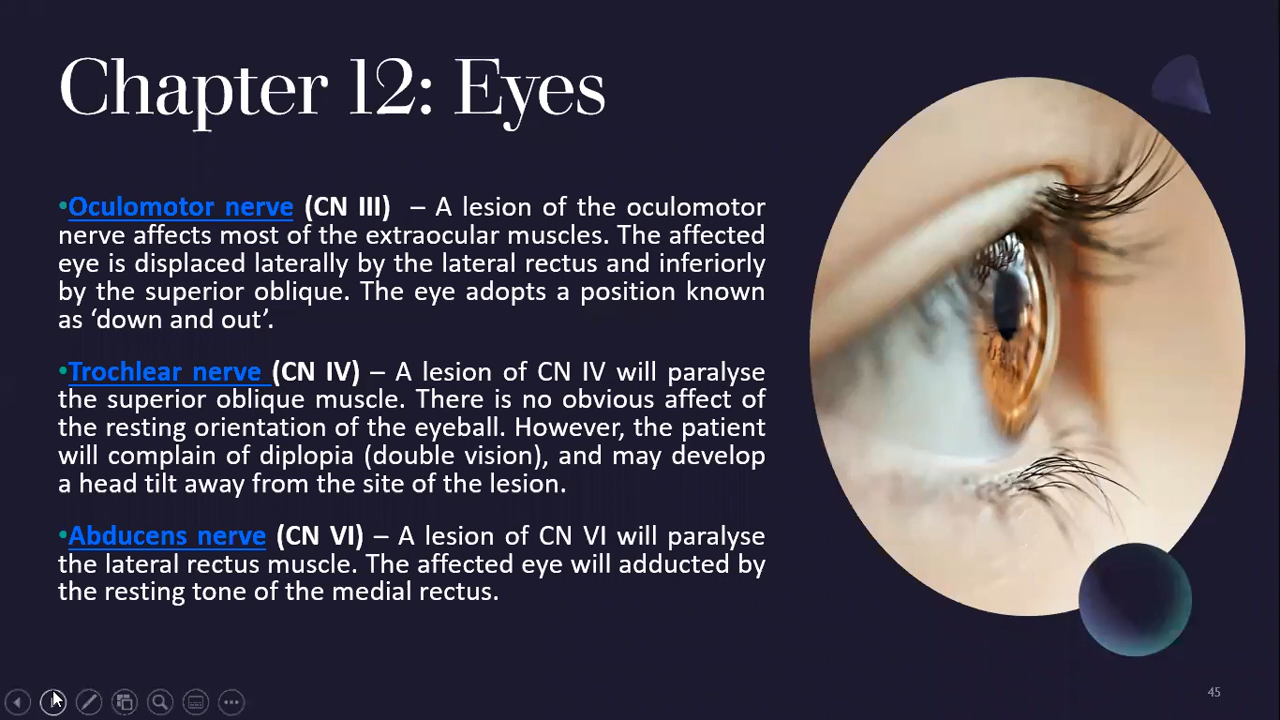 Chapter 12: Eyes
•Oculomotor nerve (CN III) – A lesion of the oculomotor
nerve affects most of the extraocular muscles. The affected
eye is displaced laterally by the lateral rectus and inferiorly
by the superior oblique. The eye adopts a position known
as ‘down and out’.
•Trochlear nerve (CN IV) – A lesion of CN IV will paralyse
the superior oblique muscle. There is no obvious affect of
the resting orientation of the eyeball. However, the patient
will complain of diplopia (double vision), and may develop
a head tilt away from the site of the lesion.
•Abducens nerve (CN VI) – A lesion of CN VI will paralyse
the lateral rectus muscle. The affected eye will adducted by
the resting tone of the medial rectus.
45